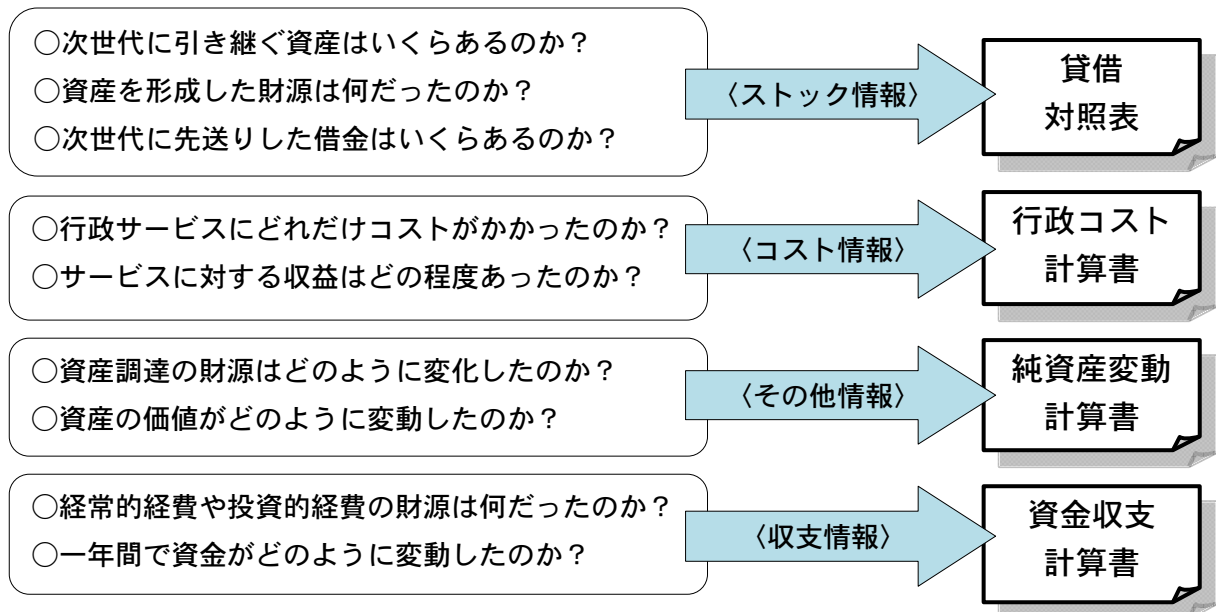 ○次世代に引き継ぐ資産はいくらあるのか？
○資産を形成した財源は何だったのか？
○次世代に先送りした借金はいくらあるのか？
〈ストック情報〉
貸借
対照表
○行政サービスにどれだけコストがかかったのか？
○サービスに対する収益はどの程度あったのか？
〈コスト情報〉
行政コスト
計算書
○資産調達の財源はどのように変化したのか？
○資産の価値がどのように変動したのか？
〈その他情報〉
純資産変動
計算書
○経常的経費や投資的経費の財源は何だったのか？
○一年間で資金がどのように変動したのか？
〈収支情報〉
資金収支
計算書